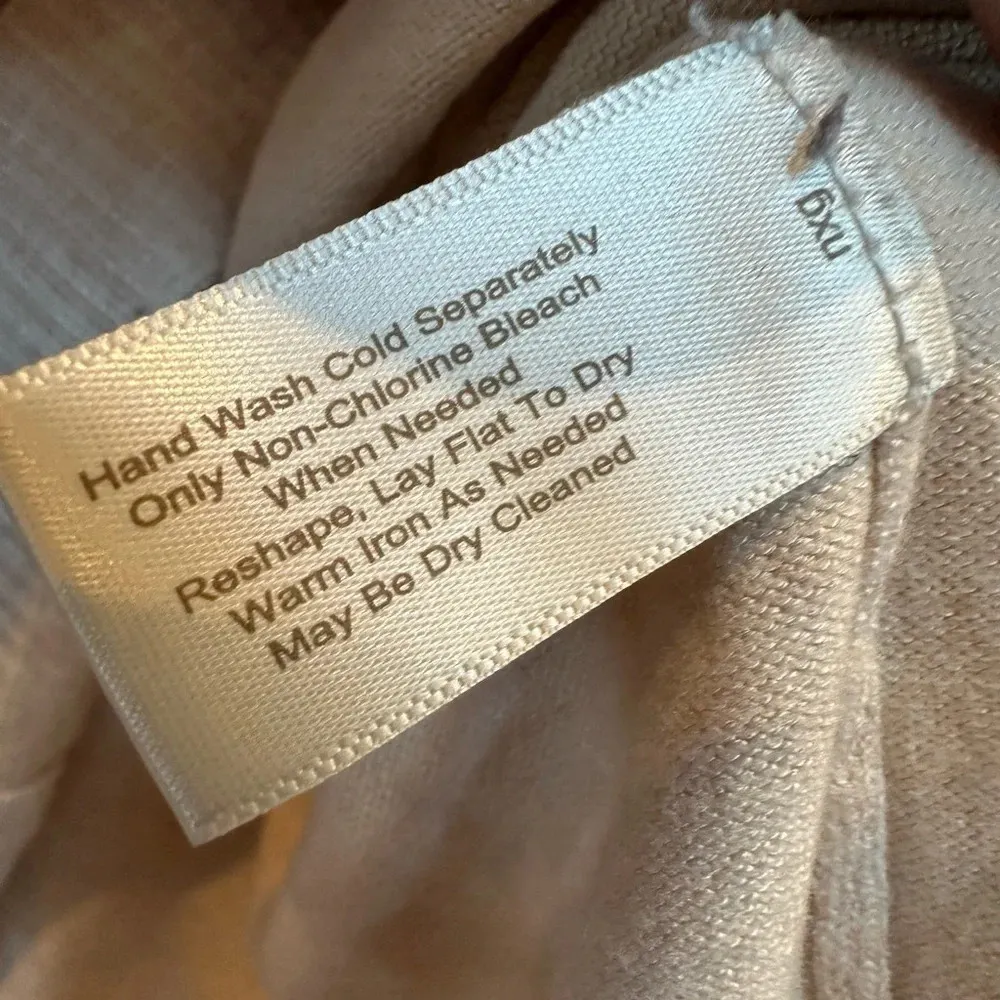 Hand Wash Cold Separately
Only Non-Chlorine Bleach
When Needed
Reshape, Lay Flat To Dry
Warm Iron As Needed
May Be Dry Cleaned